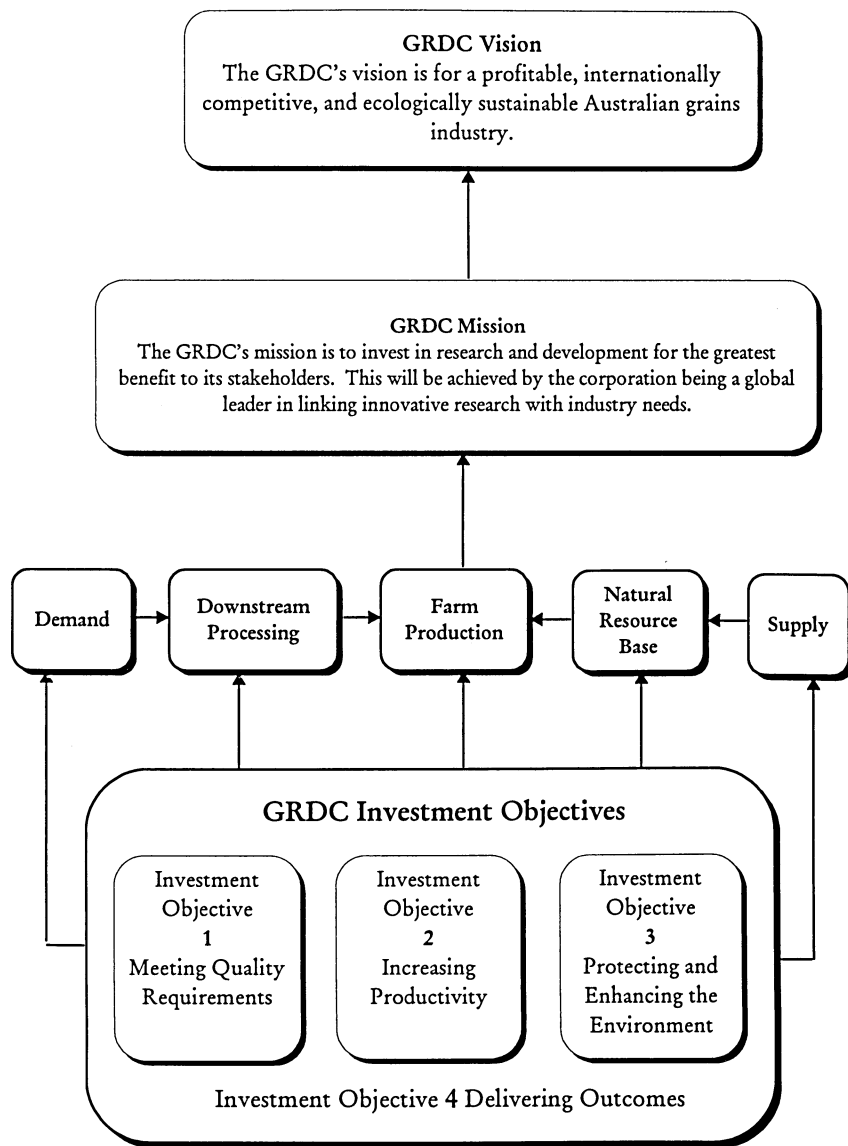 GRDC Vision
The GRDC's vision is for a profitable, internationally
competitive, and ecologically sustainable Australian grains
industry.
GRDC Mission
The GRDC's mission is to invest in research and development for the greatest
benefit to its stakeholders. This will be achieved by the corporation being a global
leader in linking innovative research with industry needs.
Demand
Downstream
Processing
Farm
Production
Natural
Resource
Base
Supply
GRDC Investment Objectives
Investment
Objective
1
Meeting Quality
Requirements
Investment
Objective
2
Increasing
Productivity
Investment
Objective
3
Protecting and
Enhancing the
Environment
Investment Objective 4 Delivering Outcomes